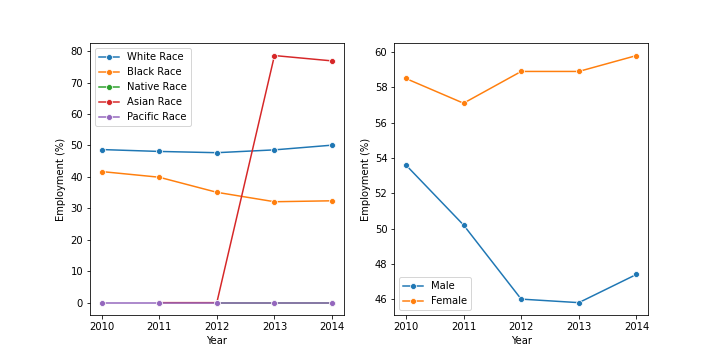 80
70
60
50
40
30
20
10
0
Employment (%)
White Race
Black Race
Native Race
Asian Race
Pacific Race
2010 2011 2012 2013 2014
Year
60
58
56
54
52
50
48
46
Employment (%)
Male
Female
2010 2011 2012 2013 2014
Year